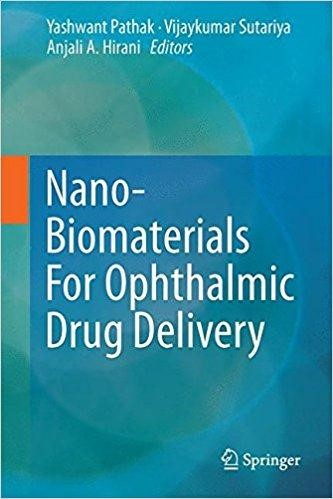 Yashwant Pathak · Vijaykumar Sutariya
Anjali A. Hirani Editors
Nano-
Biomaterials
For Ophthalmic
Drug Delivery
Springer